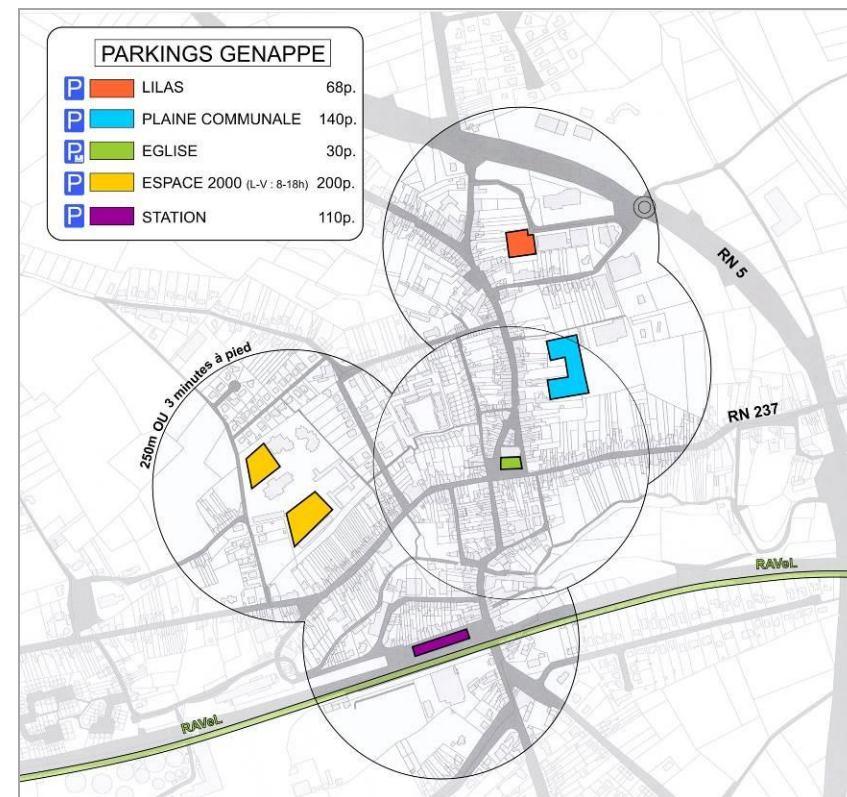 PARKINGS GENAPPE
P LILAS 68p.
P PLAINE COMMUNALE 140p.
P EGLISE 30p.
P ESPACE 2000 (L-V : 8-18h) 200p.
P STATION 110p.
RN 5
250m OU 3 minutes à pied
RN 237
RAVeL
RAVeL